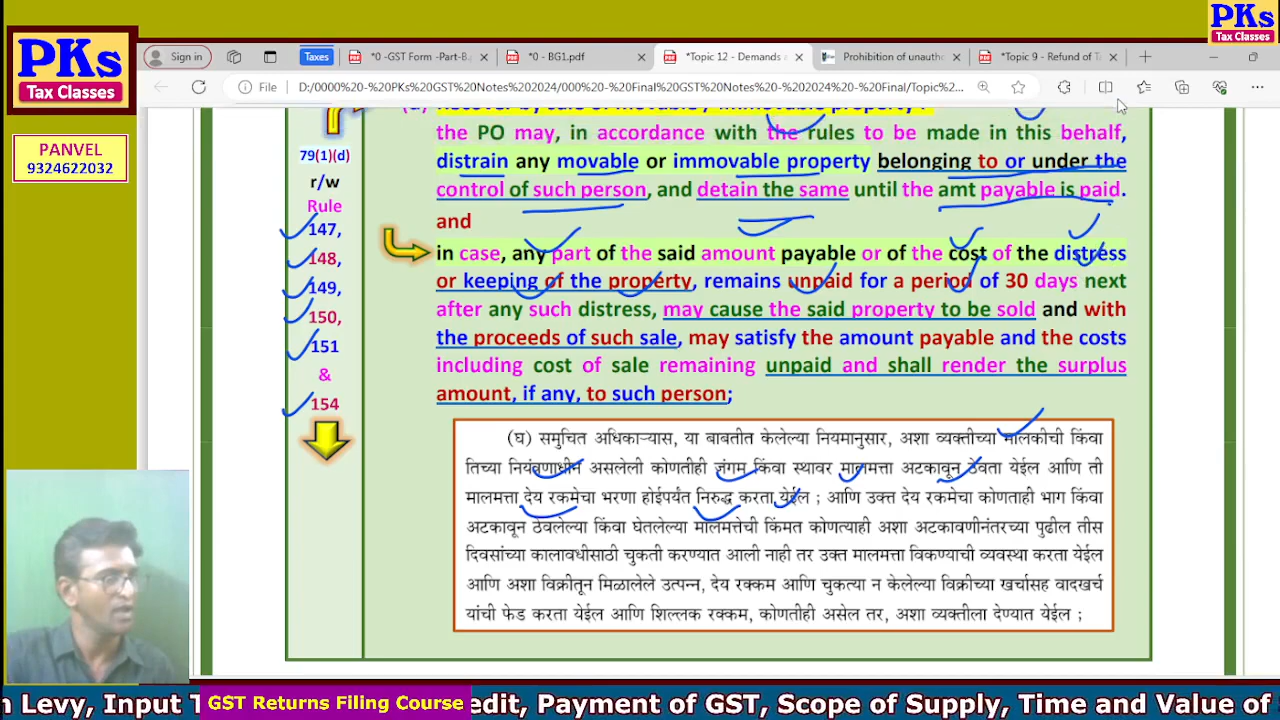 PKs
Tax Classes
PANVEL
9324622032
PKs
Tax Classes
Sign in
Taxes
*0 -GST Form -Part-B.
*0 - BG1.pdf
*Topic 12 - Demands a
Prohibition of unautho
*Topic 9 - Refund of Ta
File
D:/0000%20-%20PKs%20GST%20Notes%202024/000%20-%20Final%20GST%20Notes%202024%20-%20Final/Topic%2...
the PO may, in accordance with the rules to be made in this behalf,
distrain any movable or immovable property belonging to or under the
control of such person, and detain the same until the amt payable is paid.
and
in case, any part of the said amount payable or of the cost of the distress
or keeping of the property, remains unpaid for a period of 30 days next
after any such distress, may cause the said property to be sold and with
the proceeds of such sale, may satisfy the amount payable and the costs
including cost of sale remaining unpaid and shall render the surplus
amount, if any, to such person;
79(1)(d)
r/w
Rule
147,
148,
149,
150,
151
&
154
(घ) समुचित अधिकाऱ्यास, या बाबतीत केलेल्या नियमानुसार, अशा व्यक्तीच्या मालकीची किंवा
तिच्या नियंत्रणाधीन असलेली कोणतीही जंगम किंवा स्थावर मालमत्ता अटकावून ठेवता येईल आणि ती
मालमत्ता देय रकमेचा भरणा होईपर्यंत निरुद्ध करता येईल ; आणि उक्त देय रकमेचा कोणताही भाग किंवा
अटकावून ठेवलेल्या किंवा घेतलेल्या मालमत्तेची किंमत कोणत्याही अशा अटकावणीनंतरच्या पुढील तीस
दिवसांच्या कालावधीसाठी चुकती करण्यात आली नाही तर उक्त मालमत्ता विकण्याची व्यवस्था करता येईल
आणि अशा विक्रीतून मिळालेले उत्पन्न, देय रक्कम आणि चुकत्या न केलेल्या विक्रीच्या खर्चासह वादखर्च
यांची फेड करता येईल आणि शिल्लक रक्कम, कोणतीही असेल तर, अशा व्यक्तीला देण्यात येईल ;
n Levy, Input T
GST Returns Filing Course
edit, Payment of GST, Scope of Supply, Time and Value of